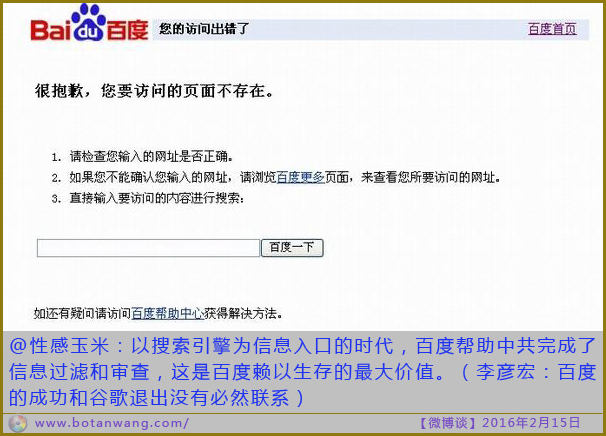 Bai du 百度 您的访问出错了 百度首页
很抱歉，您要访问的页面不存在。
1. 请检查您输入的网址是否正确。
2. 如果您不能确认您输入的网址，请浏览百度更多页面，来查看您所要访问的网址。
3. 直接输入要访问的内容进行搜索：
百度一下
如还有疑问请访问百度帮助中心获得解决方法。
@性感玉米：以搜索引擎为信息入口的时代，百度帮助中共完成了
信息过滤和审查，这是百度赖以生存的最大价值。（李彦宏：百度
的成功和谷歌退出没有必然联系）
www.botanwang.com/ 【微博谈】2016年2月15日